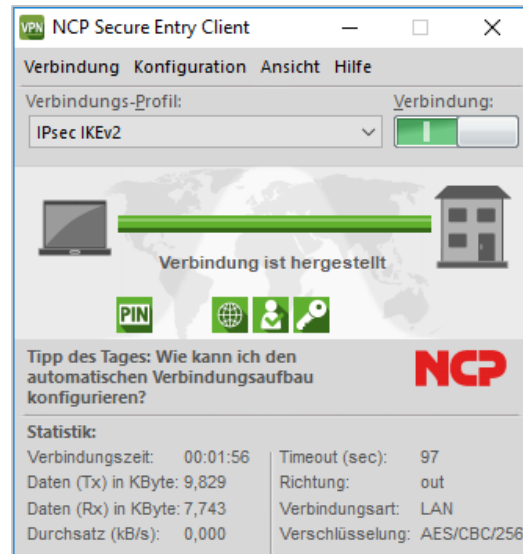 VPN NCP Secure Entry Client
Verbindung Konfiguration Ansicht Hilfe
Verbindungs-Profil: Verbindung:
IPsec IKEv2
Verbindung ist hergestellt
PIN
Tipp des Tages: Wie kann ich den
automatischen Verbindungsaufbau
konfigurieren?
NCP
Statistik:
Verbindungszeit: 00:01:56 Timeout (sec): 97
Daten (Tx) in KByte: 9,829 Richtung: out
Daten (Rx) in KByte: 7,743 Verbindungsart: LAN
Durchsatz (kB/s): 0,000 Verschlüsselung: AES/CBC/256